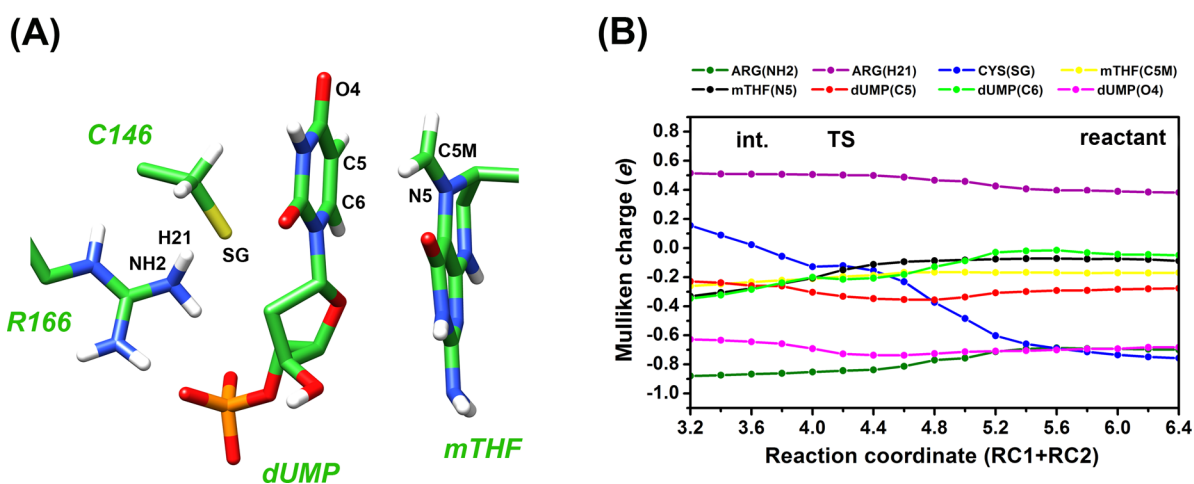 (A)
O4
C146
C5
C5M
C6
N5
H21
SG
NH2
R166
mTHF
dUMP
(B)
ARG(NH2) ARG(H21) CYS(SG) mTHF(C5M)
mTHF(N5) dUMP(C5) dUMP(C6) dUMP(O4)
int. TS reactant
0.8
0.6
0.4
0.2
0.0
-0.2
-0.4
-0.6
-0.8
-1.0
Mulliken charge (e)
3.2 3.6 4.0 4.4 4.8 5.2 5.6 6.0 6.4
Reaction coordinate (RC1+RC2)